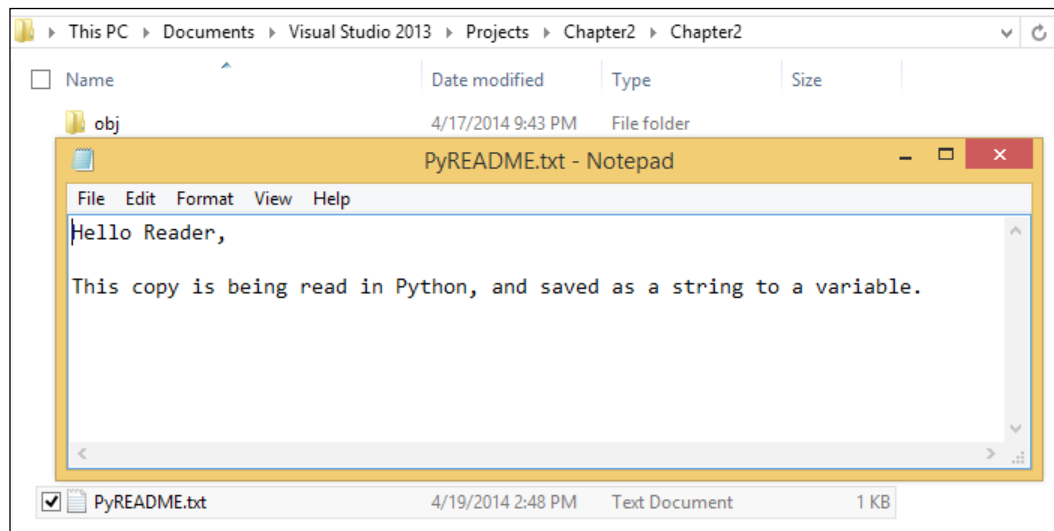 This PC Documents Visual Studio 2013 Projects Chapter2 Chapter2
Name Date modified Type Size
obj 4/17/2014 9:43 PM File folder
PyREADME.txt - Notepad
File Edit Format View Help
Hello Reader,
This copy is being read in Python, and saved as a string to a variable.
PyREADME.txt 4/19/2014 2:48 PM Text Document 1 KB